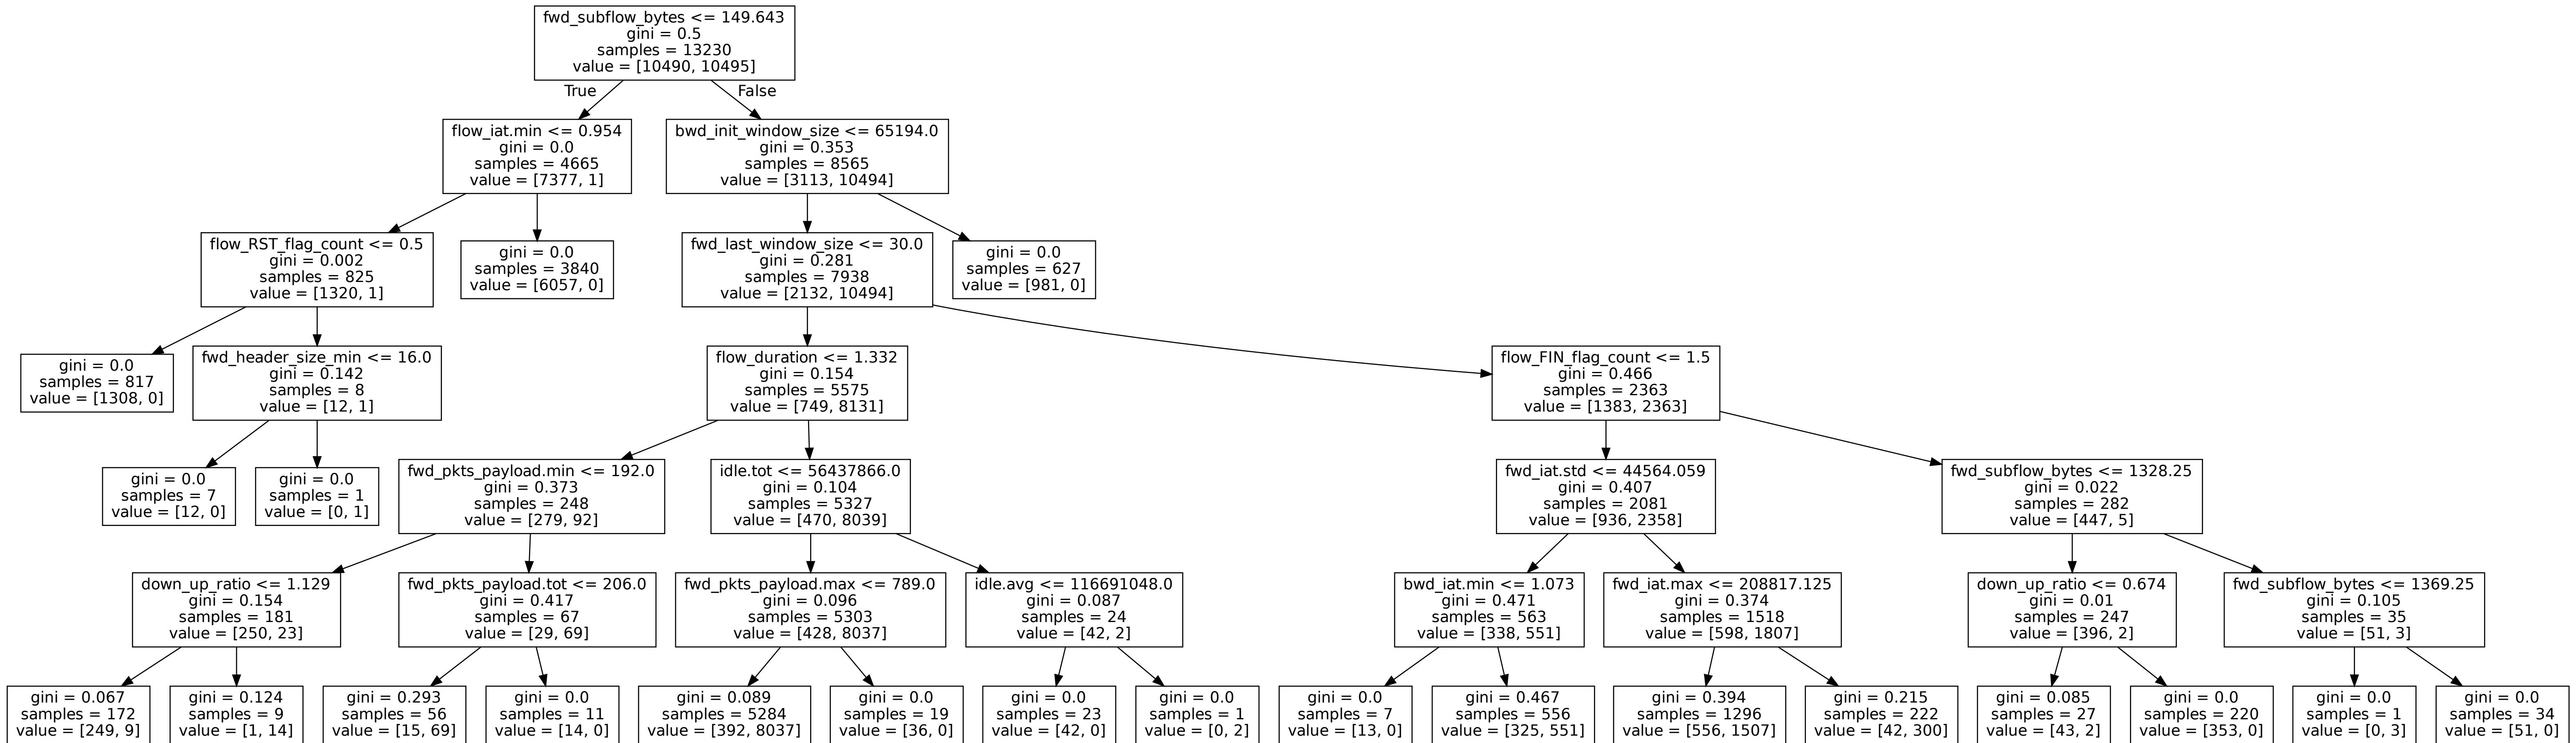 fwd_subflow_bytes <= 149.643
gini = 0.5
samples = 13230
value = [10490, 10495]
True
False
flow_iat.min <= 0.954
gini = 0.0
samples = 4665
value = [7377, 1]
bwd_init_window_size <= 65194.0
gini = 0.353
samples = 8565
value = [3113, 10494]
flow_RST_flag_count <= 0.5
gini = 0.002
samples = 825
value = [1320, 1]
gini = 0.0
samples = 3840
value = [6057, 0]
fwd_last_window_size <= 30.0
gini = 0.281
samples = 7938
value = [2132, 10494]
gini = 0.0
samples = 627
value = [981, 0]
gini = 0.0
samples = 817
value = [1308, 0]
fwd_header_size_min <= 16.0
gini = 0.142
samples = 8
value = [12, 1]
flow_duration <= 1.332
gini = 0.154
samples = 5575
value = [749, 8131]
flow_FIN_flag_count <= 1.5
gini = 0.466
samples = 2363
value = [1383, 2363]
gini = 0.0
samples = 7
value = [12, 0]
gini = 0.0
samples = 1
value = [0, 1]
fwd_pkts_payload.min <= 192.0
gini = 0.373
samples = 248
value = [279, 92]
idle.tot <= 56437866.0
gini = 0.104
samples = 5327
value = [470, 8039]
fwd_iat.std <= 44564.059
gini = 0.407
samples = 2081
value = [936, 2358]
fwd_subflow_bytes <= 1328.25
gini = 0.022
samples = 282
value = [447, 5]
down_up_ratio <= 1.129
gini = 0.154
samples = 181
value = [250, 23]
fwd_pkts_payload.tot <= 206.0
gini = 0.417
samples = 67
value = [29, 69]
fwd_pkts_payload.max <= 789.0
gini = 0.096
samples = 5303
value = [428, 8037]
idle.avg <= 116691048.0
gini = 0.087
samples = 24
value = [42, 2]
bwd_iat.min <= 1.073
gini = 0.471
samples = 563
value = [338, 551]
fwd_iat.max <= 208817.125
gini = 0.374
samples = 1518
value = [598, 1807]
down_up_ratio <= 0.674
gini = 0.01
samples = 247
value = [396, 2]
fwd_subflow_bytes <= 1369.25
gini = 0.105
samples = 35
value = [51, 3]
gini = 0.067
samples = 172
value = [249, 9]
gini = 0.124
samples = 9
value = [1, 14]
gini = 0.293
samples = 56
value = [15, 69]
gini = 0.0
samples = 11
value = [14, 0]
gini = 0.089
samples = 5284
value = [392, 8037]
gini = 0.0
samples = 19
value = [36, 0]
gini = 0.0
samples = 23
value = [42, 0]
gini = 0.0
samples = 1
value = [0, 2]
gini = 0.0
samples = 7
value = [13, 0]
gini = 0.467
samples = 556
value = [325, 551]
gini = 0.394
samples = 1296
value = [556, 1507]
gini = 0.215
samples = 222
value = [42, 300]
gini = 0.085
samples = 27
value = [43, 2]
gini = 0.0
samples = 220
value = [353, 0]
gini = 0.0
samples = 1
value = [0, 3]
gini = 0.0
samples = 34
value = [51, 0]